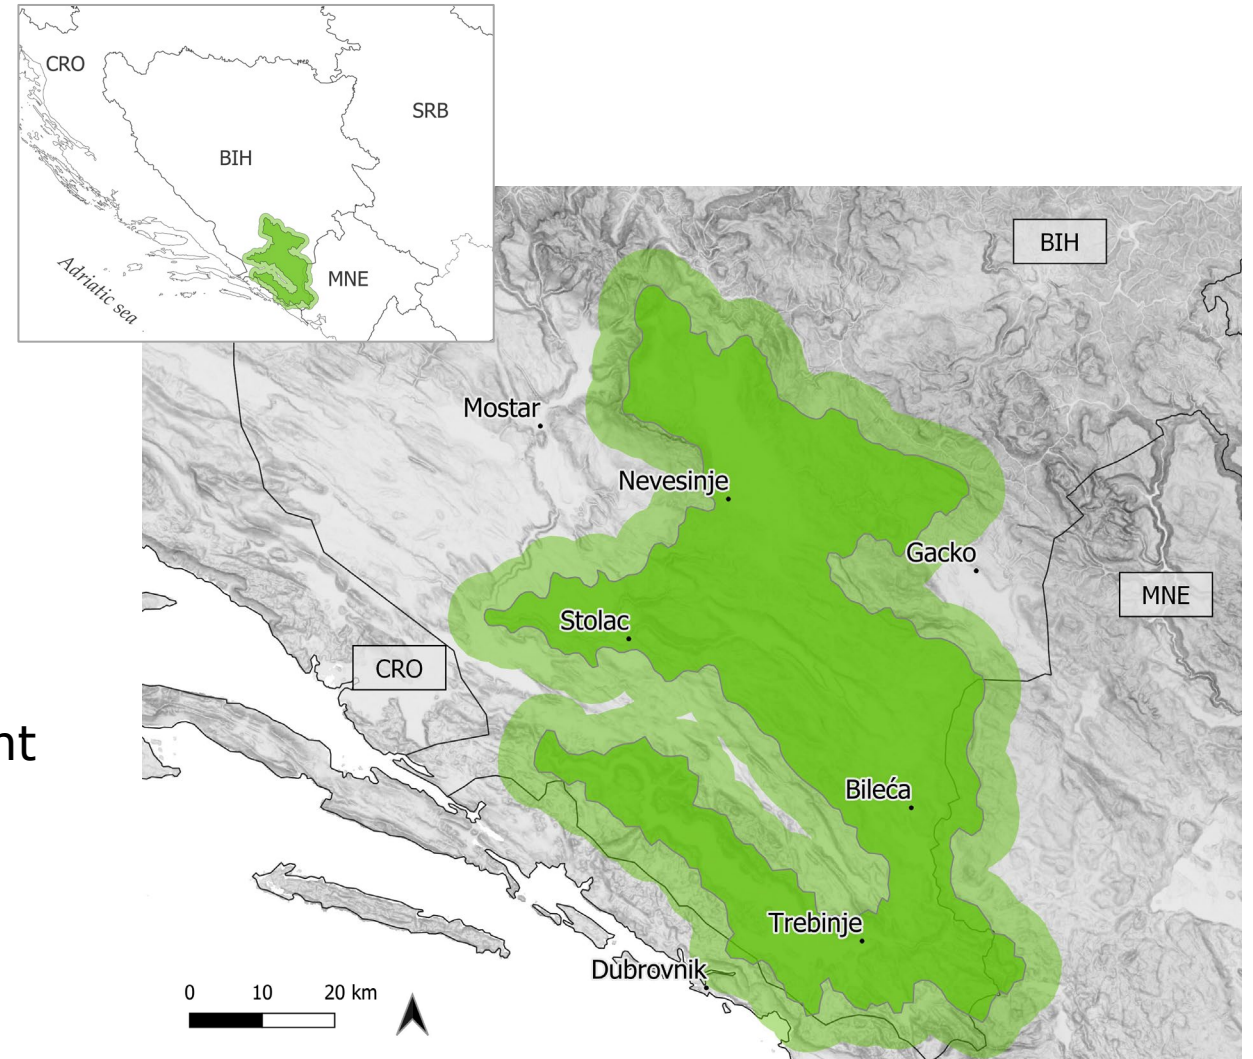 CRO
SRB
BIH
MNE
Adriatic sea
BIH
Mostar
Nevesinje
Gacko
MNE
Stolac
CRO
nt
Bileća
Trebinje
Dubrovnik
0 10 20 km